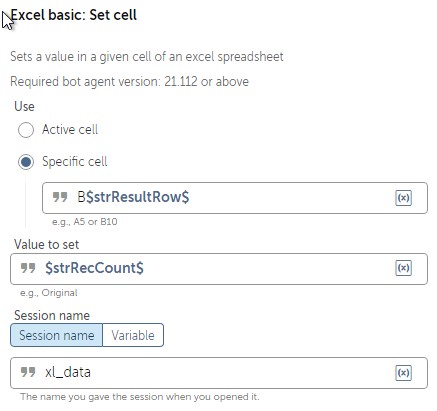 Excel basic: Set cell
Sets a value in a given cell of an excel spreadsheet
Required bot agent version: 21.112 or above
Use
Active cell
Specific cell
B$strResultRow$ (x)
e.g., A5 or B10
Value to set
$strRecCount$ (x)
e.g., Original
Session name
Session name Variable
xl_data (x)
The name you gave the session when you opened it.